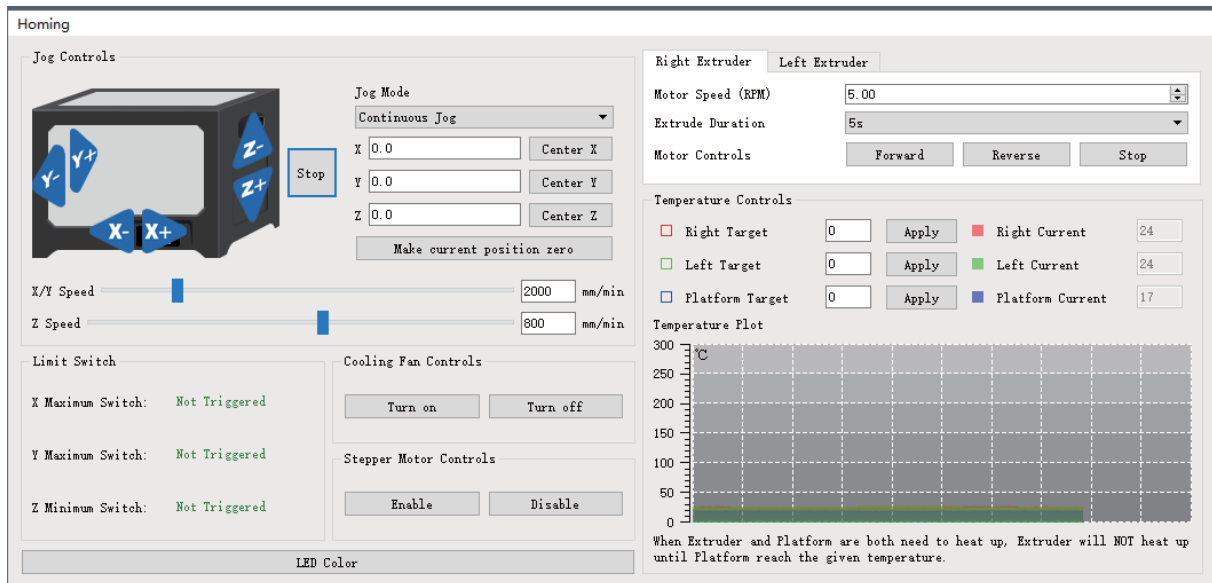 Homing
Jog Controls
Y-
Y+
Z-
Z+
X-
X+
Stop
Jog Mode
Continuous Jog
X 0.0 Center X
Y 0.0 Center Y
Z 0.0 Center Z
Make current position zero
X/Y Speed 2000 mm/min
Z Speed 800 mm/min
Limit Switch
X Maximum Switch: Not Triggered
Y Maximum Switch: Not Triggered
Z Minimum Switch: Not Triggered
Cooling Fan Controls
Turn on Turn off
Stepper Motor Controls
Enable Disable
LED Color
Right Extruder Left Extruder
Motor Speed (RPM) 5.00
Extrude Duration 5s
Motor Controls Forward Reverse Stop
Temperature Controls
Right Target 0 Apply Right Current 24
Left Target 0 Apply Left Current 24
Platform Target 0 Apply Platform Current 17
Temperature Plot
℃
300
250
200
150
100
50
0
When Extruder and Platform are both need to heat up, Extruder will NOT heat up
until Platform reach the given temperature.